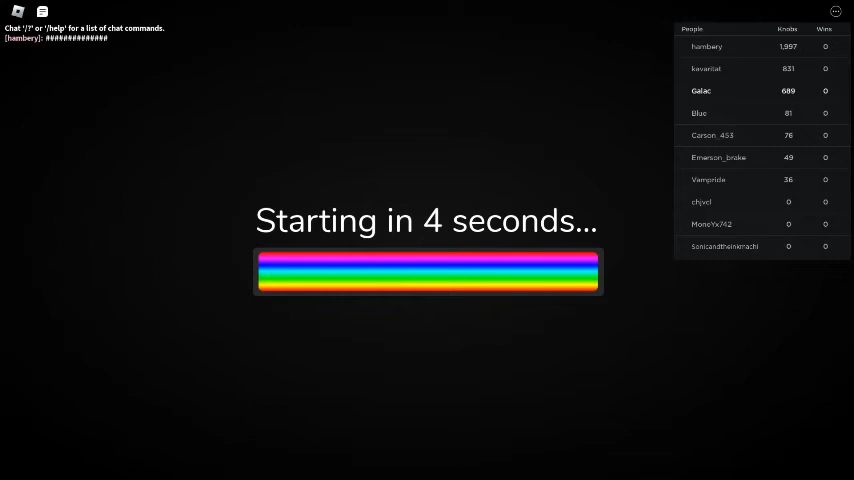 Chat '/?' or '/help' for a list of chat commands.
[hambery]: ##############
People Knobs Wins
hambery 1,997 0
kavaritat 831 0
Galac 689 0
Blue 81 0
Carson_453 76 0
Emerson_brake 49 0
Vampride 36 0
chjvcl 0 0
MoneYx742 0 0
Sonicandtheinkmachi 0 0
Starting in 4 seconds...